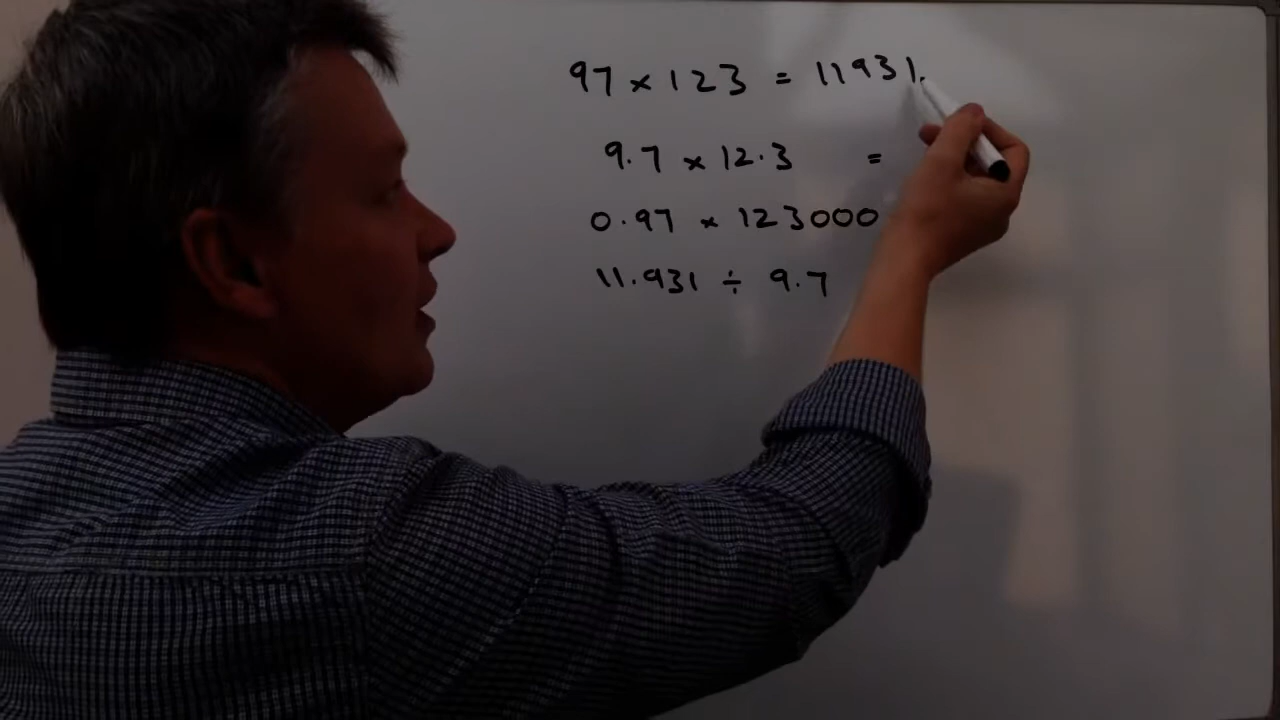 97 × 123 = 11931.
9.7 × 12.3 =
0.97 × 123000
11.931 ÷ 9.7